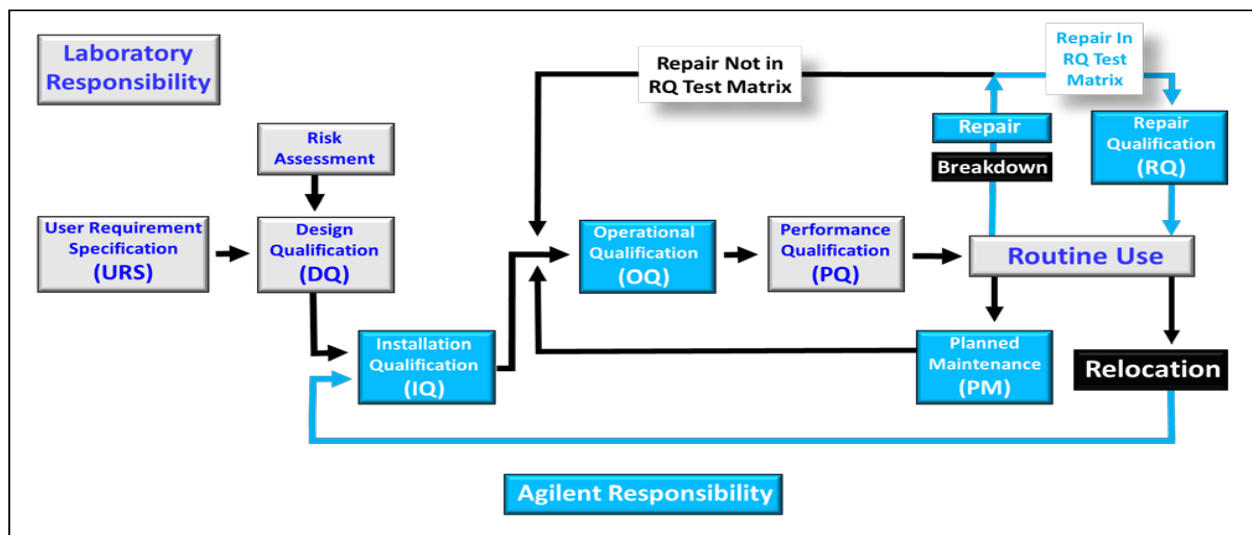 Laboratory
Responsibility
Risk
Assessment
User Requirement
Specification
(URS)
Design
Qualification
(DQ)
Installation
Qualification
(IQ)
Repair Not in
RQ Test Matrix
Repair In
RQ Test
Matrix
Repair
Breakdown
Repair
Qualification
(RQ)
Operational
Qualification
(OQ)
Performance
Qualification
(PQ)
Routine Use
Planned
Maintenance
(PM)
Relocation
Agilent Responsibility